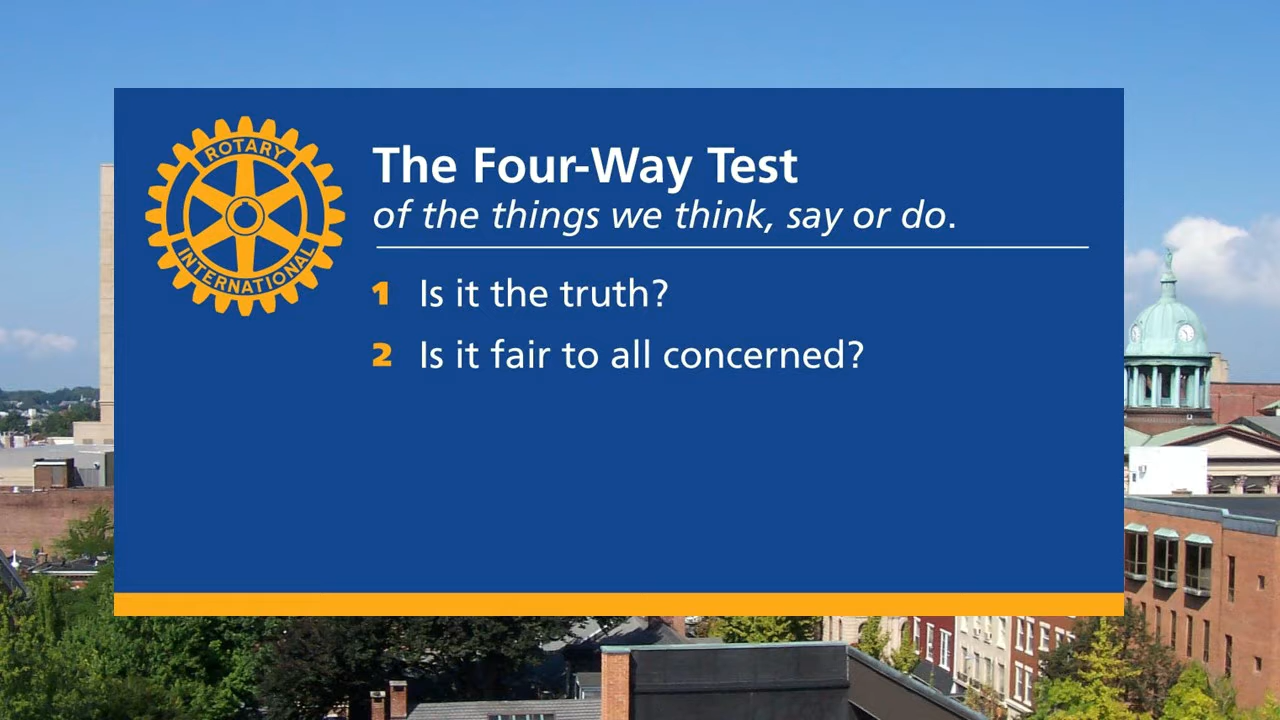 ROTARY
INTERNATIONAL
The Four-Way Test
of the things we think, say or do.
1 Is it the truth?
2 Is it fair to all concerned?